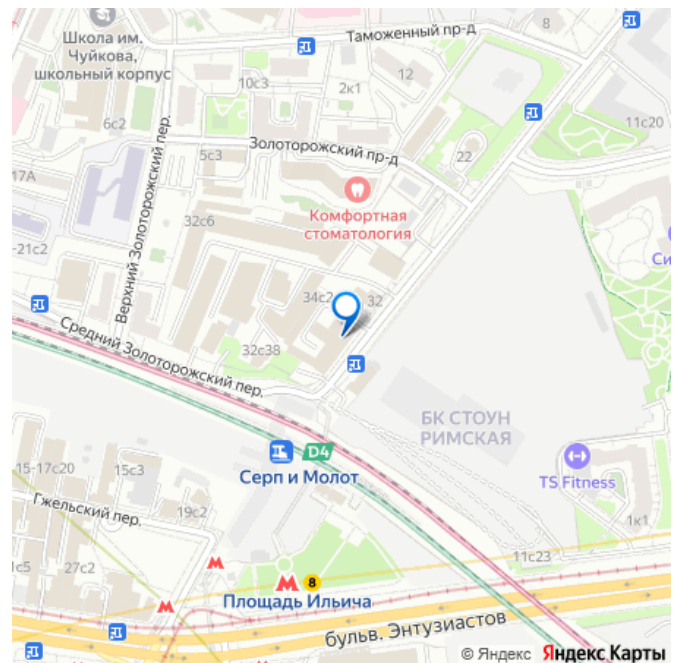 8
Школа им.
Чуйкова,
школьный корпус
Таможенный пр-д
12
10с3
2к1
11с20
6с2
Золоторожский пр-д
22
5с3
17А
Верхний Золоторожский пер.
Комфортная
стоматология
32с6
-21с2
Си
34с2
32
Средний Золоторожский пер.
32с38
БК СТОУН
РИМСКАЯ
D4
Серп и Молот
TS Fitness
15-17с20
15с3
Гжельский пер.
19с2
1к1
11с23
1с5
27с2
8
Площадь Ильича
бульв. Энтузиастов
© Яндекс Яндекс Карты